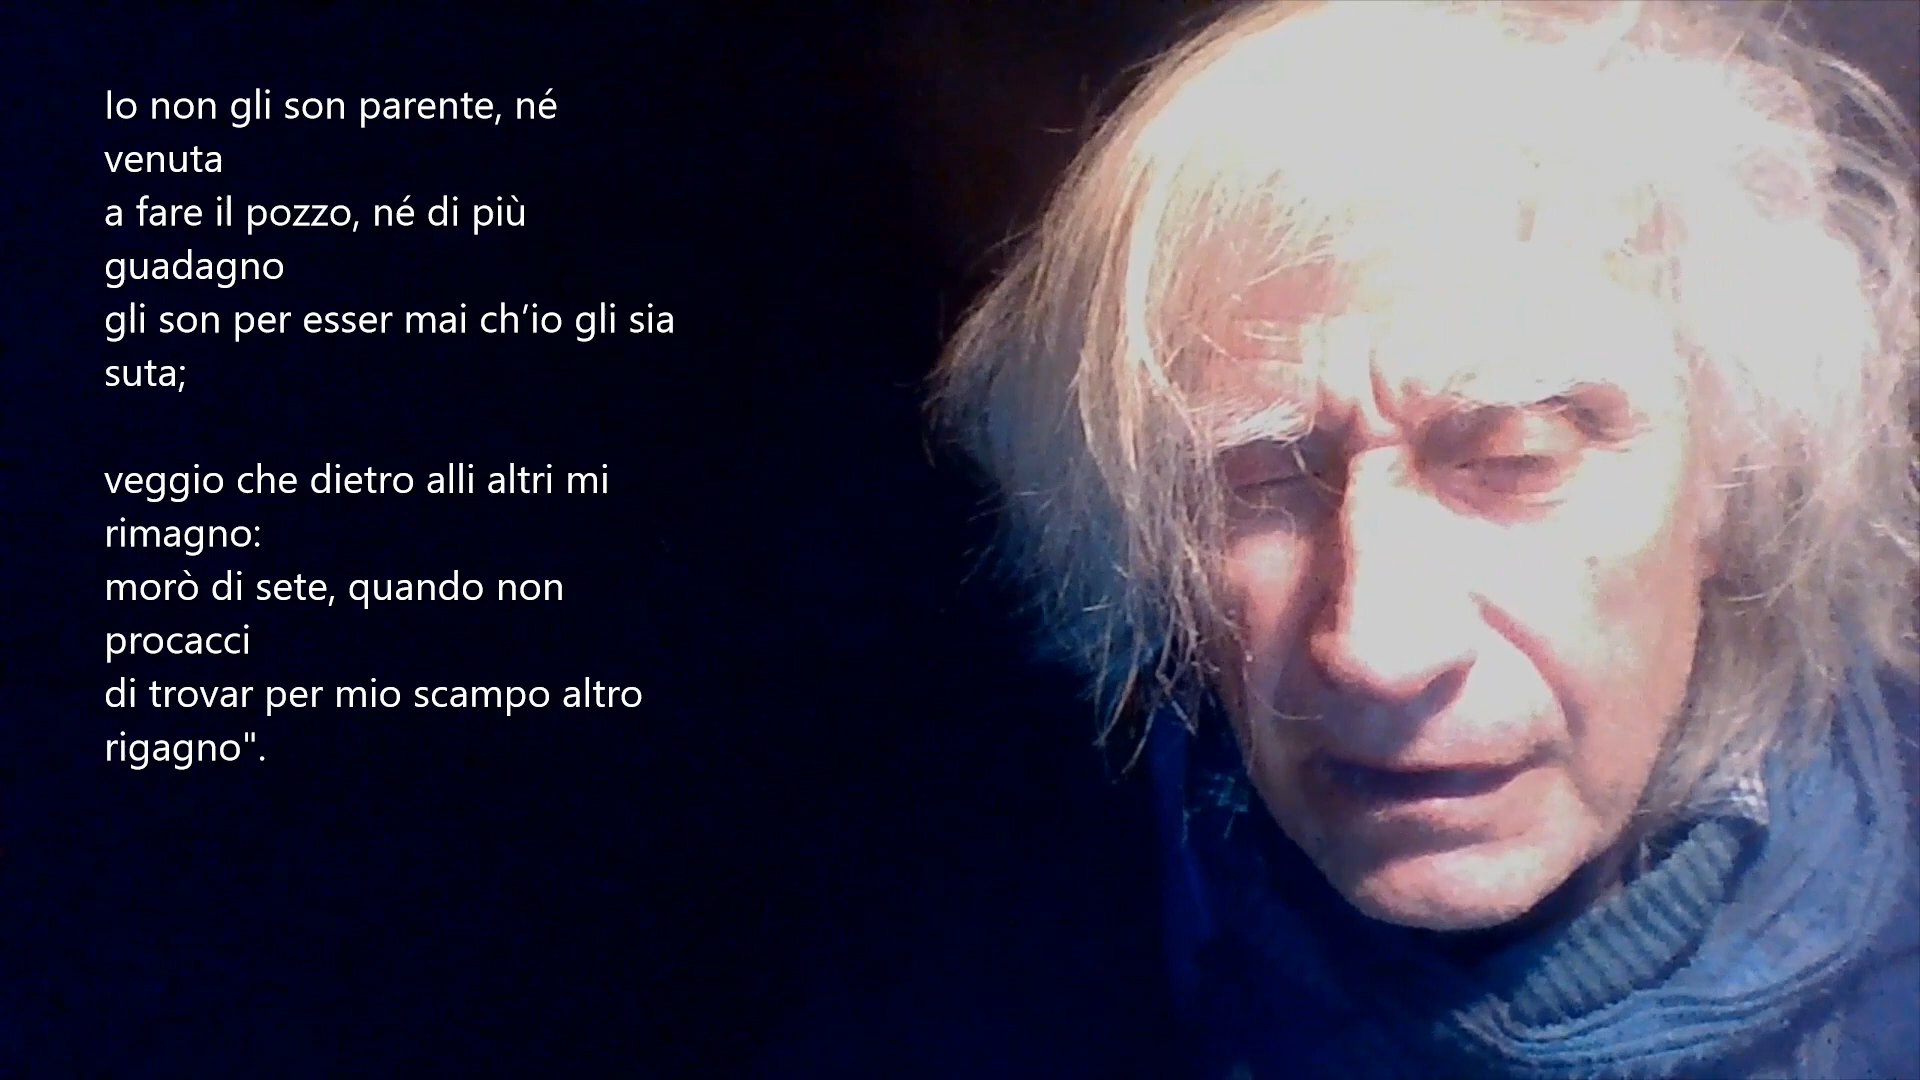 Io non gli son parente, né
venuta
a fare il pozzo, né di più
guadagno
gli son per esser mai ch’io gli sia
suta;
veggio che dietro alli altri mi
rimagno:
morò di sete, quando non
procacci
di trovar per mio scampo altro
rigagno".